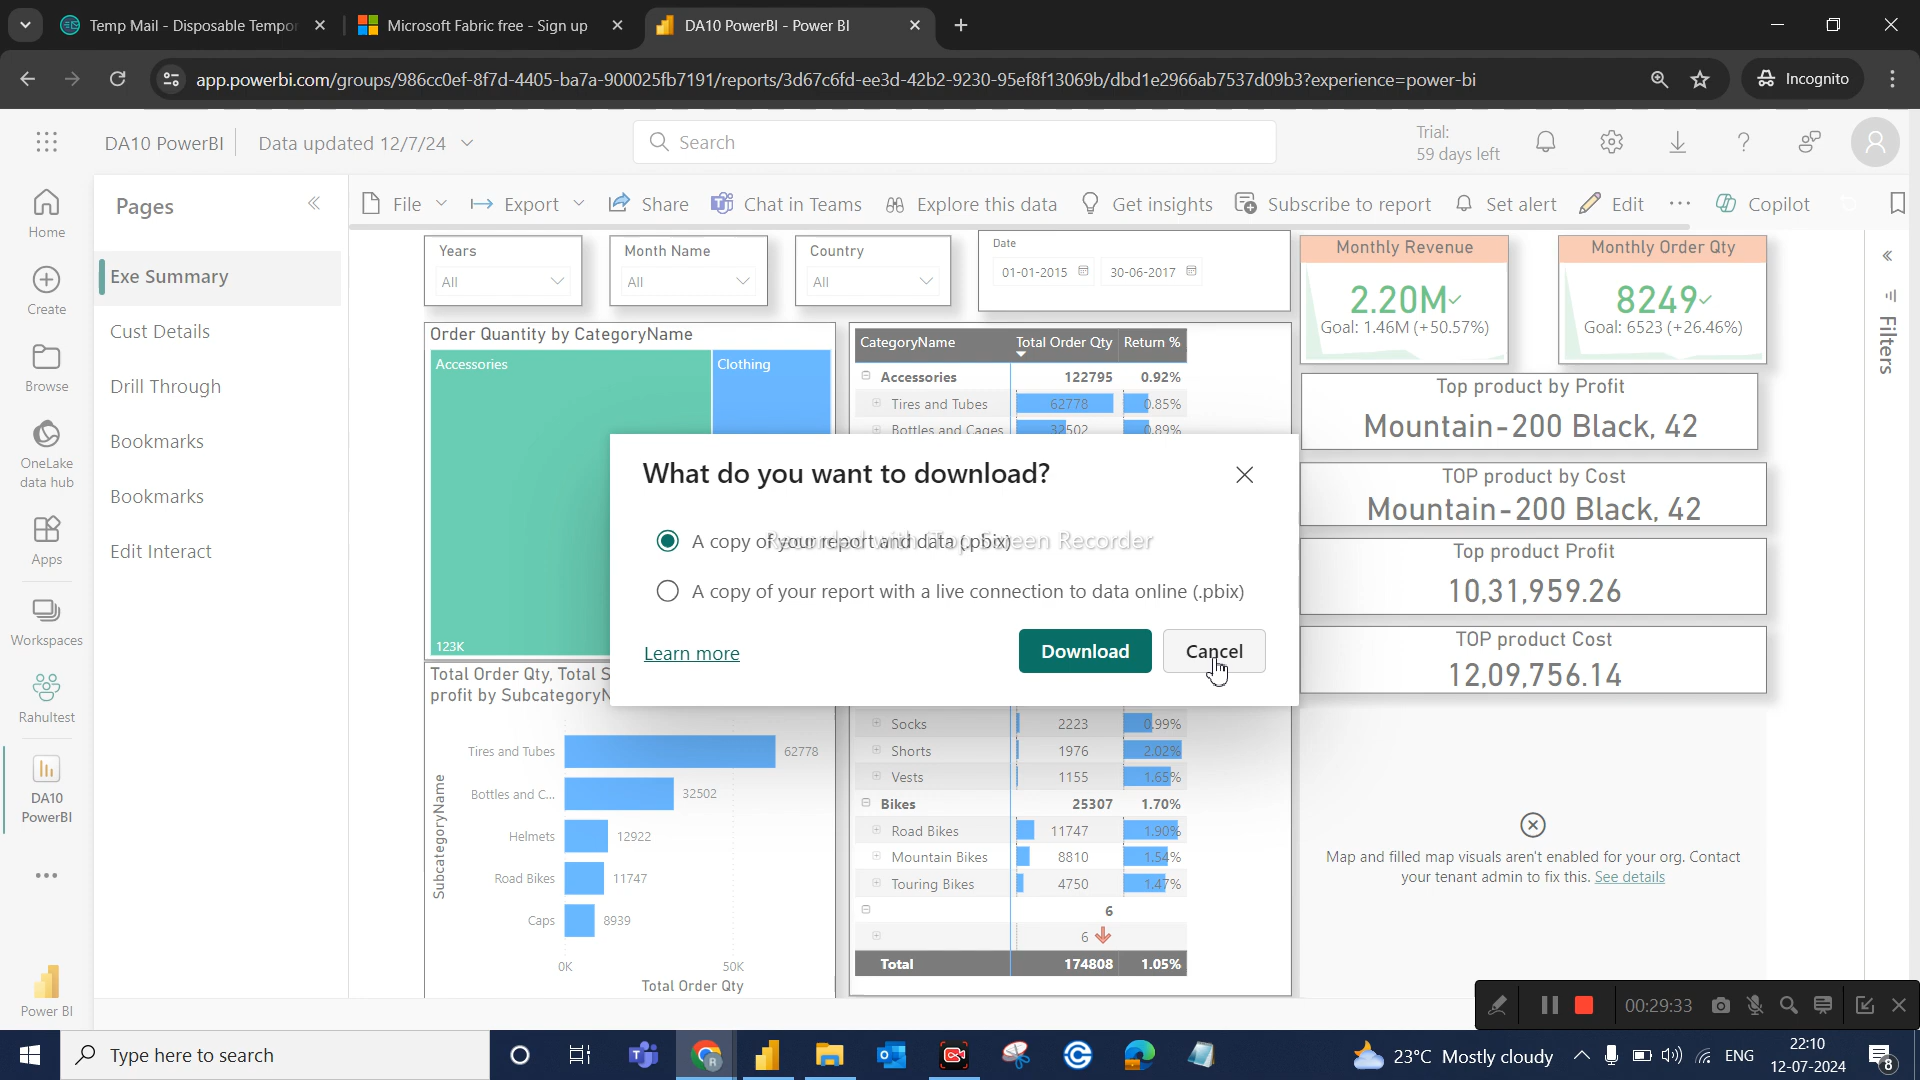 Temp Mail - Disposable Tempor
Microsoft Fabric free - Sign up
DA10 PowerBI - Power BI
app.powerbi.com/groups/986cc0ef-8f7d-4405-ba7a-900025fb7191/reports/3d67c6fd-ee3d-42b2-9230-95ef8f13069b/dbd1e2966ab7537d09b3?experience=power-bi
Incognito
DA10 PowerBI
Data updated 12/7/24
Search
Trial:
59 days left
Pages
File
Export
Share
Chat in Teams
Explore this data
Get insights
Subscribe to report
Set alert
Edit
Copilot
Home
Create
Browse
OneLake
data hub
Apps
Workspaces
Rahultest
DA10
PowerBI
Power BI
Exe Summary
Cust Details
Drill Through
Bookmarks
Bookmarks
Edit Interact
Years
All
Month Name
All
Country
All
Date
01-01-2015
30-06-2017
Monthly Revenue
2.20M
Goal: 1.46M (+50.57%)
Monthly Order Qty
8249
Goal: 6523 (+26.46%)
Filters
Order Quantity by CategoryName
Accessories
Clothing
123K
CategoryName Total Order Qty Return %
Accessories 122795 0.92%
Tires and Tubes 62778 0.85%
Bottles and Cages 32502 0.89%
Top product by Profit
Mountain-200 Black, 42
TOP product by Cost
Mountain-200 Black, 42
Top product Profit
10,31,959.26
TOP product Cost
12,09,756.14
What do you want to download?
A copy of your report and data (.pbix)
Recorded with iTop Screen Recorder
A copy of your report with a live connection to data online (.pbix)
Learn more
Download
Cancel
Total Order Qty, Total S
profit by SubcategoryN
SubcategoryName
Tires and Tubes 62778
Bottles and C... 32502
Helmets 12922
Road Bikes 11747
Caps 8939
0K 50K
Total Order Qty
Socks 2223 0.99%
Shorts 1976 2.02%
Vests 1155 1.65%
Bikes 25307 1.70%
Road Bikes 11747 1.90%
Mountain Bikes 8810 1.54%
Touring Bikes 4750 1.47%
6
6
Total 174808 1.05%
Map and filled map visuals aren't enabled for your org. Contact
your tenant admin to fix this. See details
00:29:33
Type here to search
23°C Mostly cloudy
ENG
22:10
12-07-2024
8